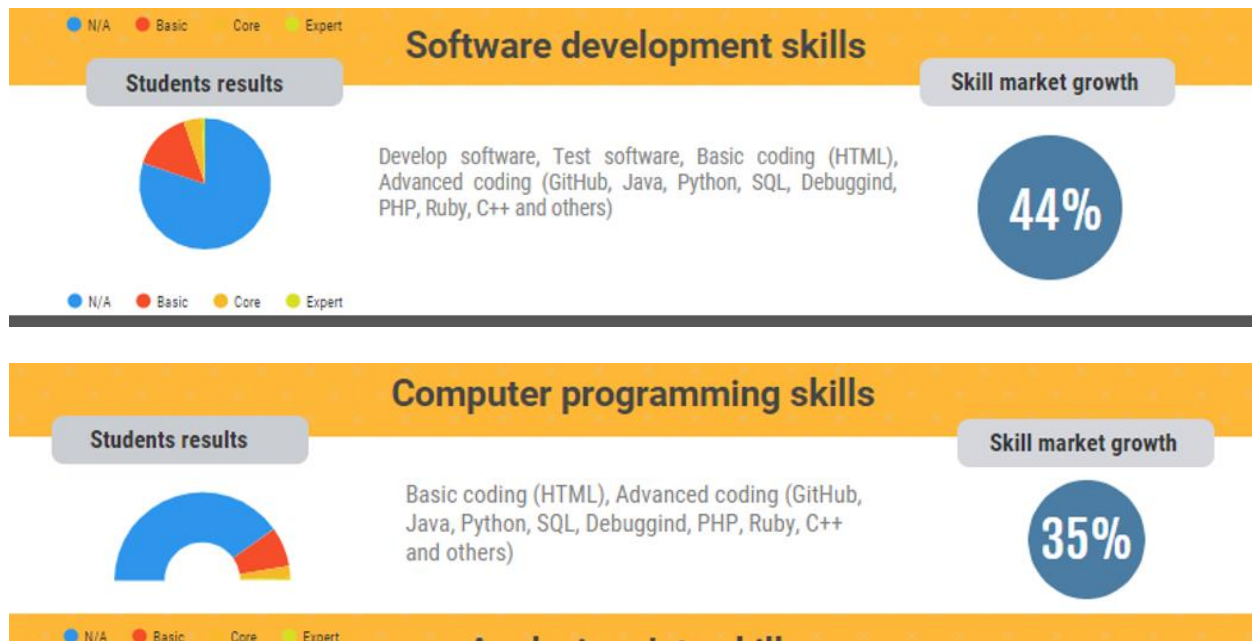 N/A Basic Core Expert
Software development skills
Students results
Skill market growth
Develop software, Test software, Basic coding (HTML),
Advanced coding (GitHub, Java, Python, SQL, Debuggind,
PHP, Ruby, C++ and others)
44%
N/A Basic Core Expert
Computer programming skills
Students results
Skill market growth
Basic coding (HTML), Advanced coding (GitHub,
Java, Python, SQL, Debuggind, PHP, Ruby, C++
and others)
35%
N/A Basic Core Expert